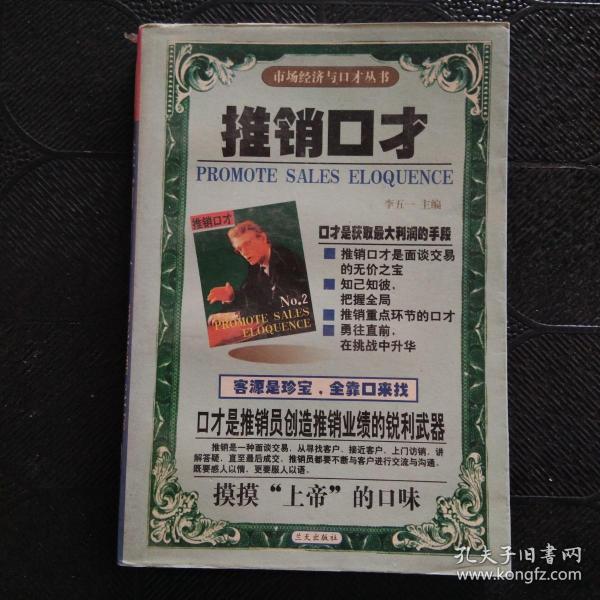 市场经济与口才丛书
推销口才
PROMOTE SALES ELOQUENCE
李五一 主编
推销口才
No.2
PROMOTE SALES
ELOQUENCE
口才是获取最大利润的手段
推销口才是面谈交易
的无价之宝
知己知彼,
把握全局
推销重点环节的口才
勇往直前,
在挑战中升华
客源是珍宝,全靠口来找
口才是推销员创造推销业绩的锐利武器
推销是一种面谈交易,从寻找客户、接近客户、上门访销、讲
解答疑,直至最后成交,推销员都要不断与客户进行交流与沟通,
既要感人以情,更要服人以语。
摸摸“上帝”的口味
兰天出版社
孔夫子旧书网
www.kongfz.com